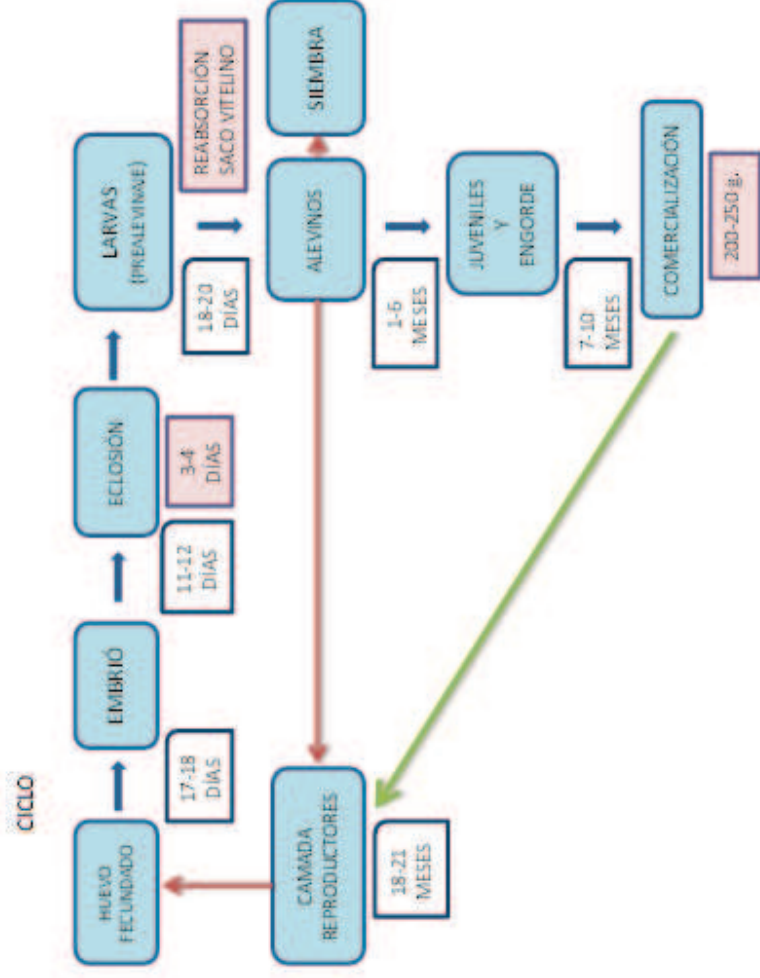 CICLO
HUEVO
FECUNDADO
17-18
DÍAS
EMBRIÓ
11-12
DÍAS
ECLOSIÓN
3-4
DÍAS
LARVAS
(PREALEVINAJE)
18-20
DÍAS
REABSORCIÓN
SACO VITELINO
CAMADA
REPRODUCTORES
18-21
MESES
ALEVINOS
SIEMBRA
1-6
MESES
JUVENILES
Y
ENGORDE
7-10
MESES
COMERCIALIZACIÓN
200-250 g.